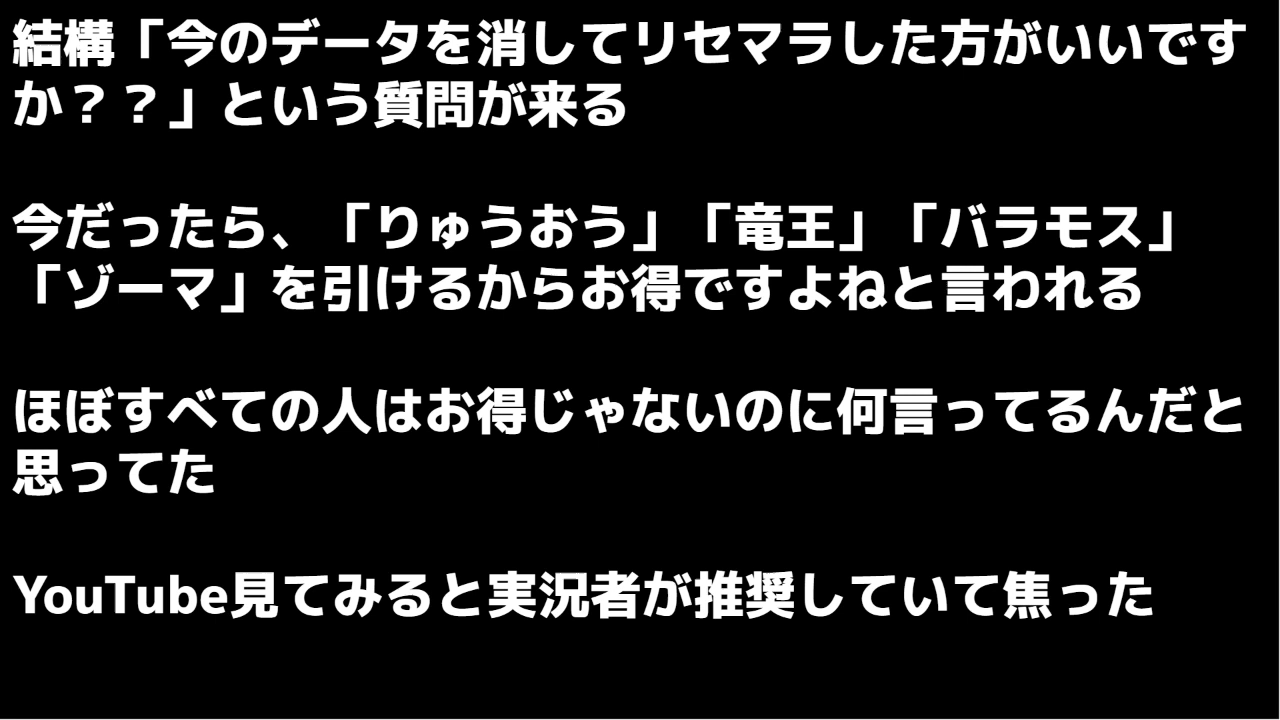 結構「今のデータを消してリセマラした方がいいです
か？？」という質問が来る
今だったら、「りゅうおう」「竜王」「バラモス」
「ゾーマ」を引けるからお得ですよねと言われる
ほぼすべての人はお得じゃないのに何言ってるんだと
思ってた
YouTube見てみると実況者が推奨していて焦った